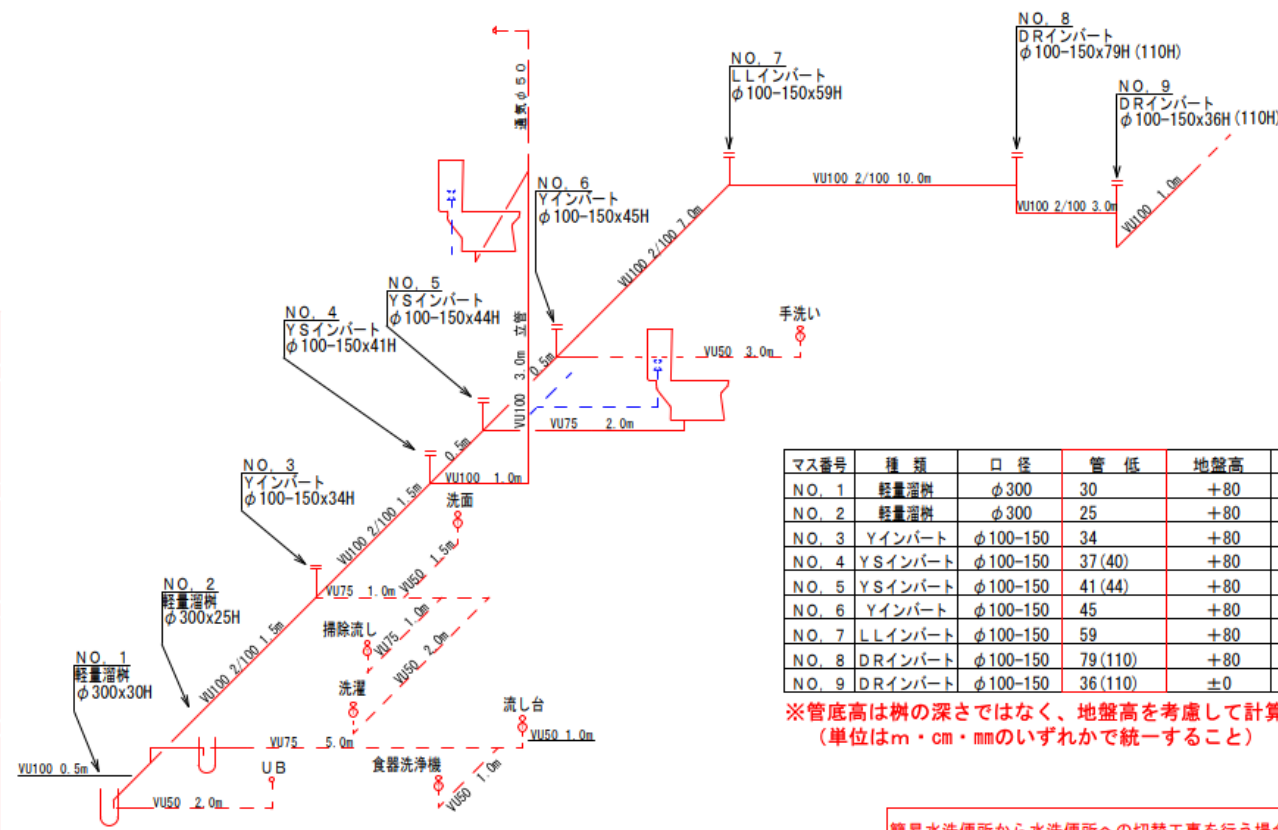 NO, 8
DRインバート
φ100-150x79H (110H)
NO, 7
LLインバート
φ100-150x59H
NO, 9
DRインバート
φ100-150x36H (110H)
通気φ50
NO, 6
Yインバート
φ100-150x45H
VU100 2/100 10.0m
VU100 2/100 3.0m
VU100 1.0m
VU100 2/100 7.0m
NO, 5
YSインバート
φ100-150x44H
NO, 4
YSインバート
φ100-150x41H
手洗い
VU50 3.0m
0.5m
VU100 3.0m 立管
VU75 2.0m
0.5m
VU100 1.0m
NO, 3
Yインバート
φ100-150x34H
VU100 2/100 1.5m
洗面
VU50 1.5m
VU75 1.0m
NO, 2
軽量溜桝
φ300x25H
掃除流し
VU75 1.0m
VU50 2.0m
VU100 2/100 1.5m
NO, 1
軽量溜桝
φ300x30H
洗濯
流し台
VU50 1.0m
VU75 5.0m
UB
食器洗浄機
VU50 1.0m
VU100 0.5m
VU50 2.0m
マス番号 種 類 口 径 管 低 地盤高
NO, 1 軽量溜桝 φ300 30 +80
NO, 2 軽量溜桝 φ300 25 +80
NO, 3 Yインバート φ100-150 34 +80
NO, 4 YSインバート φ100-150 37(40) +80
NO, 5 YSインバート φ100-150 41(44) +80
NO, 6 Yインバート φ100-150 45 +80
NO, 7 LLインバート φ100-150 59 +80
NO, 8 DRインバート φ100-150 79(110) +80
NO, 9 DRインバート φ100-150 36(110) ±0
※管底高は桝の深さではなく、地盤高を考慮して計算
(単位はm・cm・mmのいずれかで統一すること)